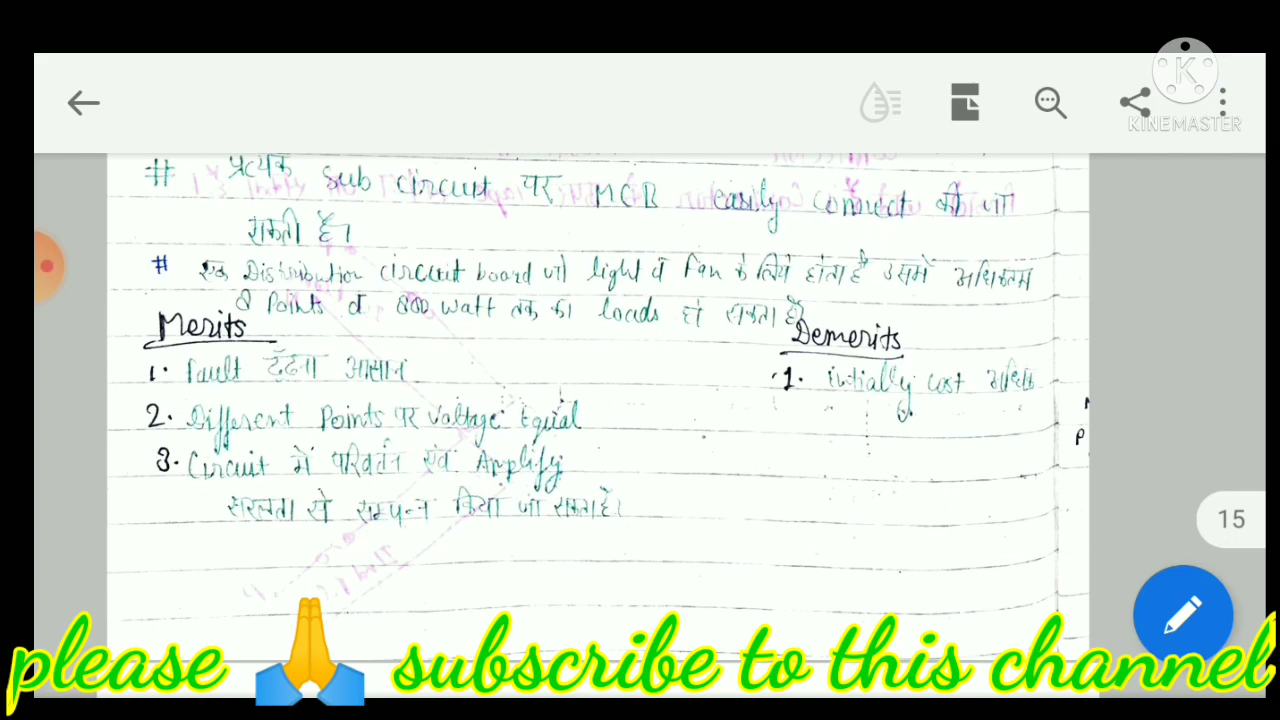 KINEMASTER
# प्रत्येक sub circuit पर MCB easily connect की जा
सकती है।
# एक Distribution circuit board जो light व Fan के लिये होता है उसमें अधिकतम
8 Points व 800 watt तक का loads हो सकता है।
Merits
Demerits
1. Fault ढूँढना आसान
1. initially cost अधिक
2. Different Points पर Voltage Equal
3. Circuit में परिवर्तन एवं Amplify
सरलता से सम्पन्न किया जा सकता है।
15
please 🙏 subscribe to this channel